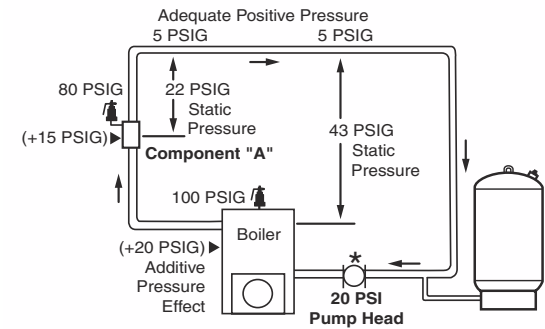 Adequate Positive Pressure
5 PSIG
5 PSIG
80 PSIG
22 PSIG
Static
Pressure
(+15 PSIG)
Component "A"
43 PSIG
Static
Pressure
100 PSIG
Boiler
(+20 PSIG)
Additive
Pressure
Effect
*
20 PSI
Pump Head